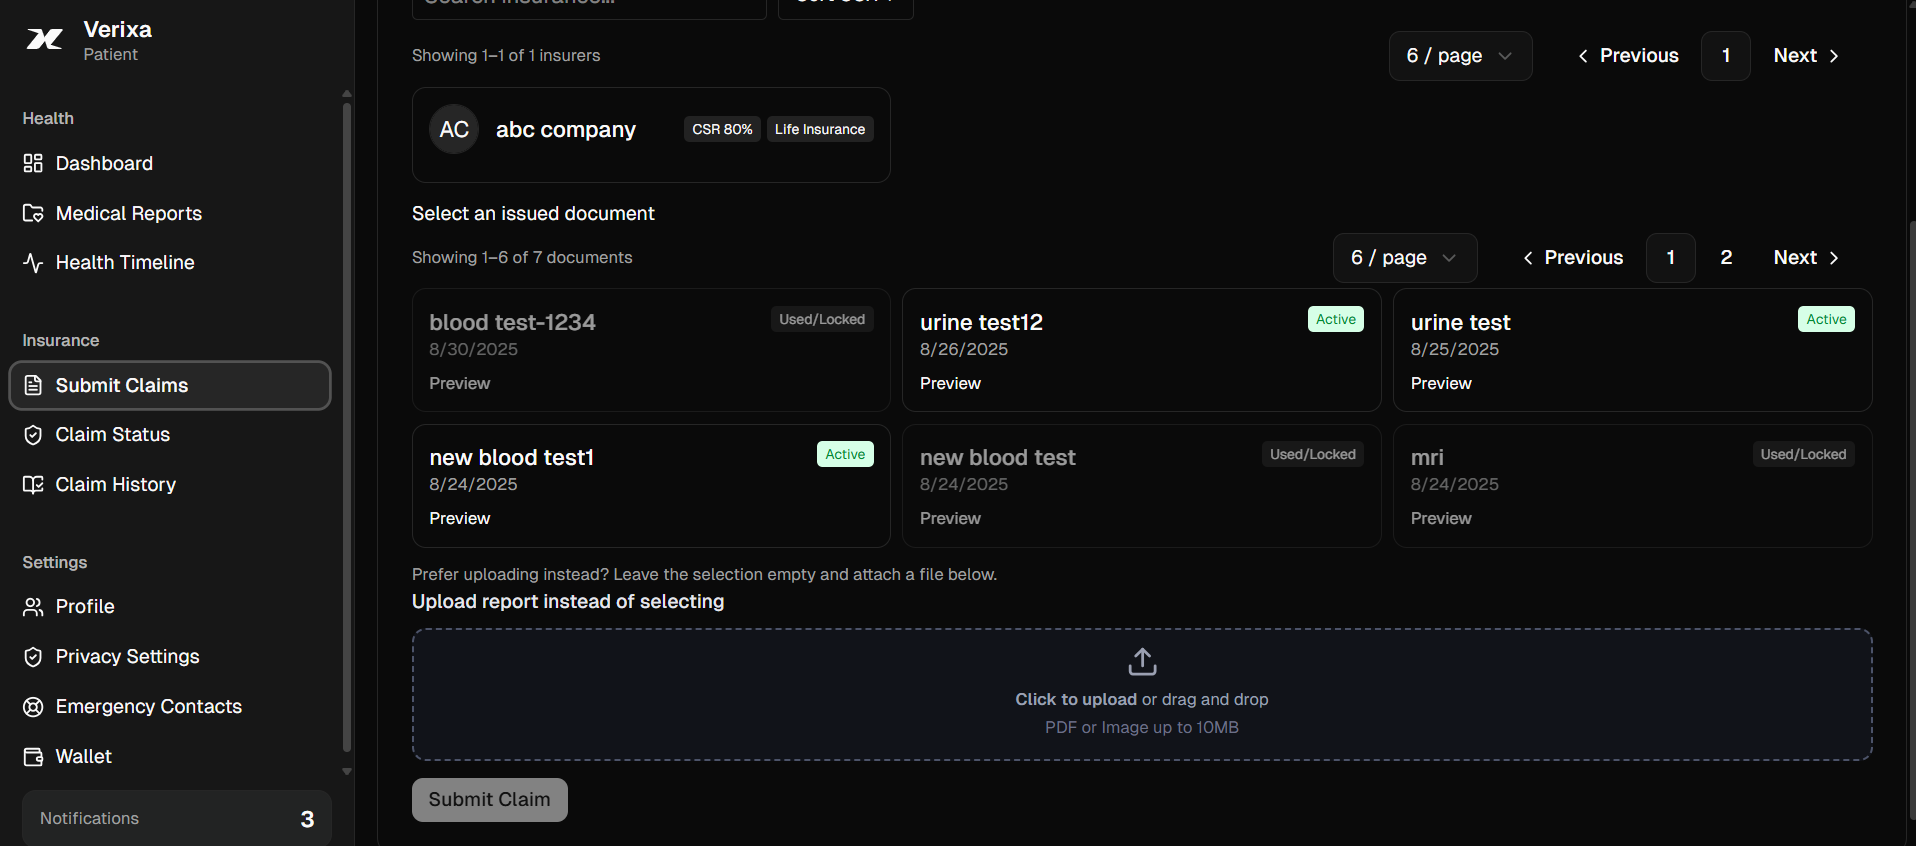 Verixa
Patient
Health
Dashboard
Medical Reports
Health Timeline
Insurance
Submit Claims
Claim Status
Claim History
Settings
Profile
Privacy Settings
Emergency Contacts
Wallet
Notifications 3
Showing 1–1 of 1 insurers
6 / page Previous 1 Next
AC abc company CSR 80% Life Insurance
Select an issued document
Showing 1–6 of 7 documents
6 / page Previous 1 2 Next
blood test-1234 Used/Locked
8/30/2025
Preview
urine test12 Active
8/26/2025
Preview
urine test Active
8/25/2025
Preview
new blood test1 Active
8/24/2025
Preview
new blood test Used/Locked
8/24/2025
Preview
mri Used/Locked
8/24/2025
Preview
Prefer uploading instead? Leave the selection empty and attach a file below.
Upload report instead of selecting
Click to upload or drag and drop
PDF or Image up to 10MB
Submit Claim